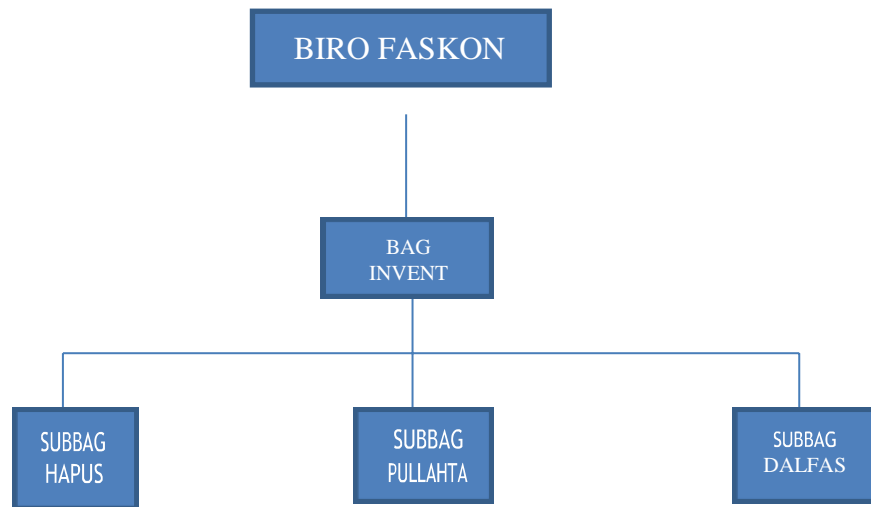 BIRO FASKON
BAG
INVENT
SUBBAG
HAPUS
SUBBAG
PULLAHTA
SUBBAG
DALFAS